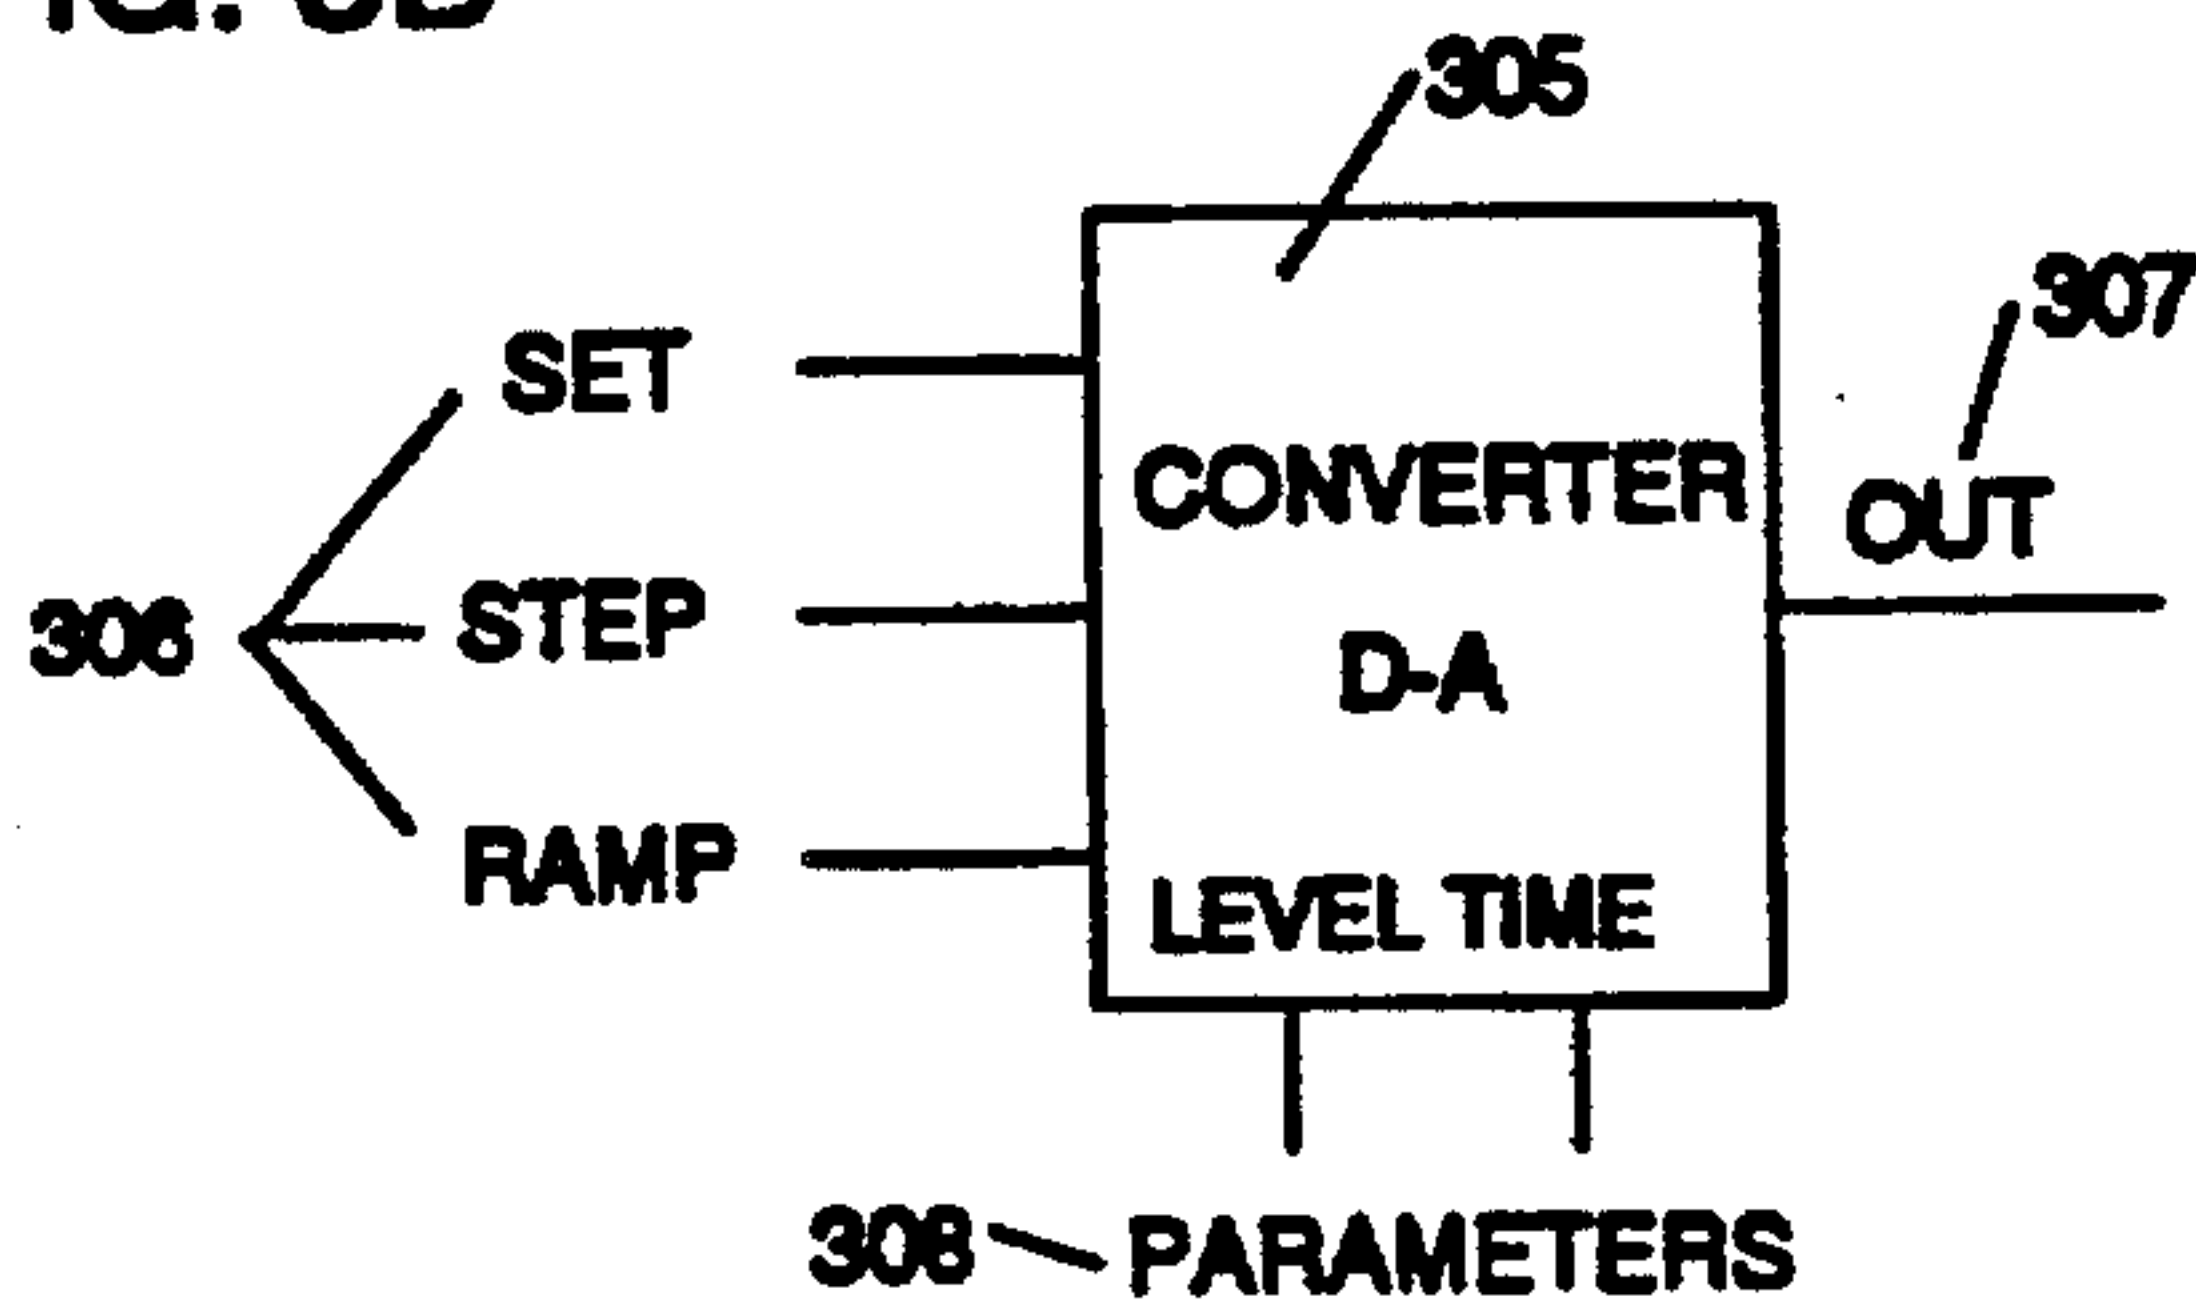 305
307
SET
CONVERTER
OUT
306
STEP
D-A
RAMP
LEVEL TIME
308
PARAMETERS